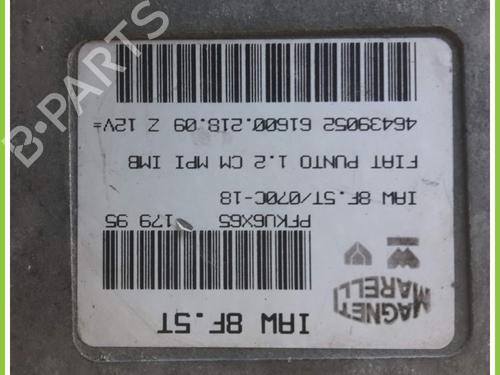 IAW 8F.5T
MAGNETI
MARELLI
PFKU6X65 179 95
IAW 8F.5T/070C-18
FIAT PUNTO 1.2 CM MPI IMB
46439052 61600.218.09 Z 12V=
B-PARTS